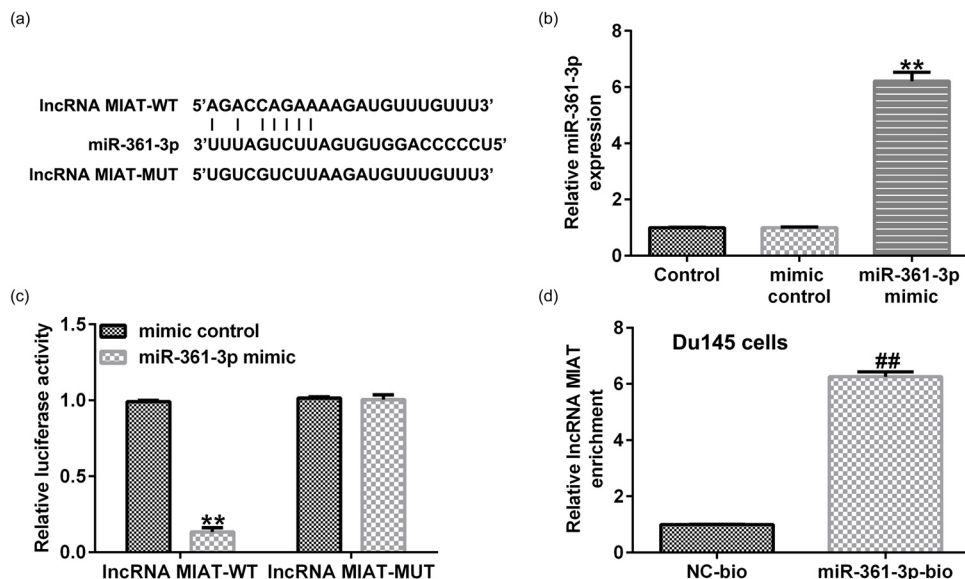 (a)
lncRNA MIAT-WT 5’AGACCAGAAAAGAUGUUUGUUU3’
miR-361-3p 3’UUUAGUCUUAGUGUGGACCCCCU5’
lncRNA MIAT-MUT 5’UGUCGUCUUAAGAUGUUUGUUU3’
(b)
Relative miR-361-3p
expression
8
6
4
2
0
**
Control
mimic
control
miR-361-3p
mimic
(c)
Relative luciferase activity
1.5
1.0
0.5
0.0
mimic control
miR-361-3p mimic
**
lncRNA MIAT-WT
lncRNA MIAT-MUT
(d)
Relative lncRNA MIAT
enrichment
8
6
4
2
0
Du145 cells
##
NC-bio
miR-361-3p-bio